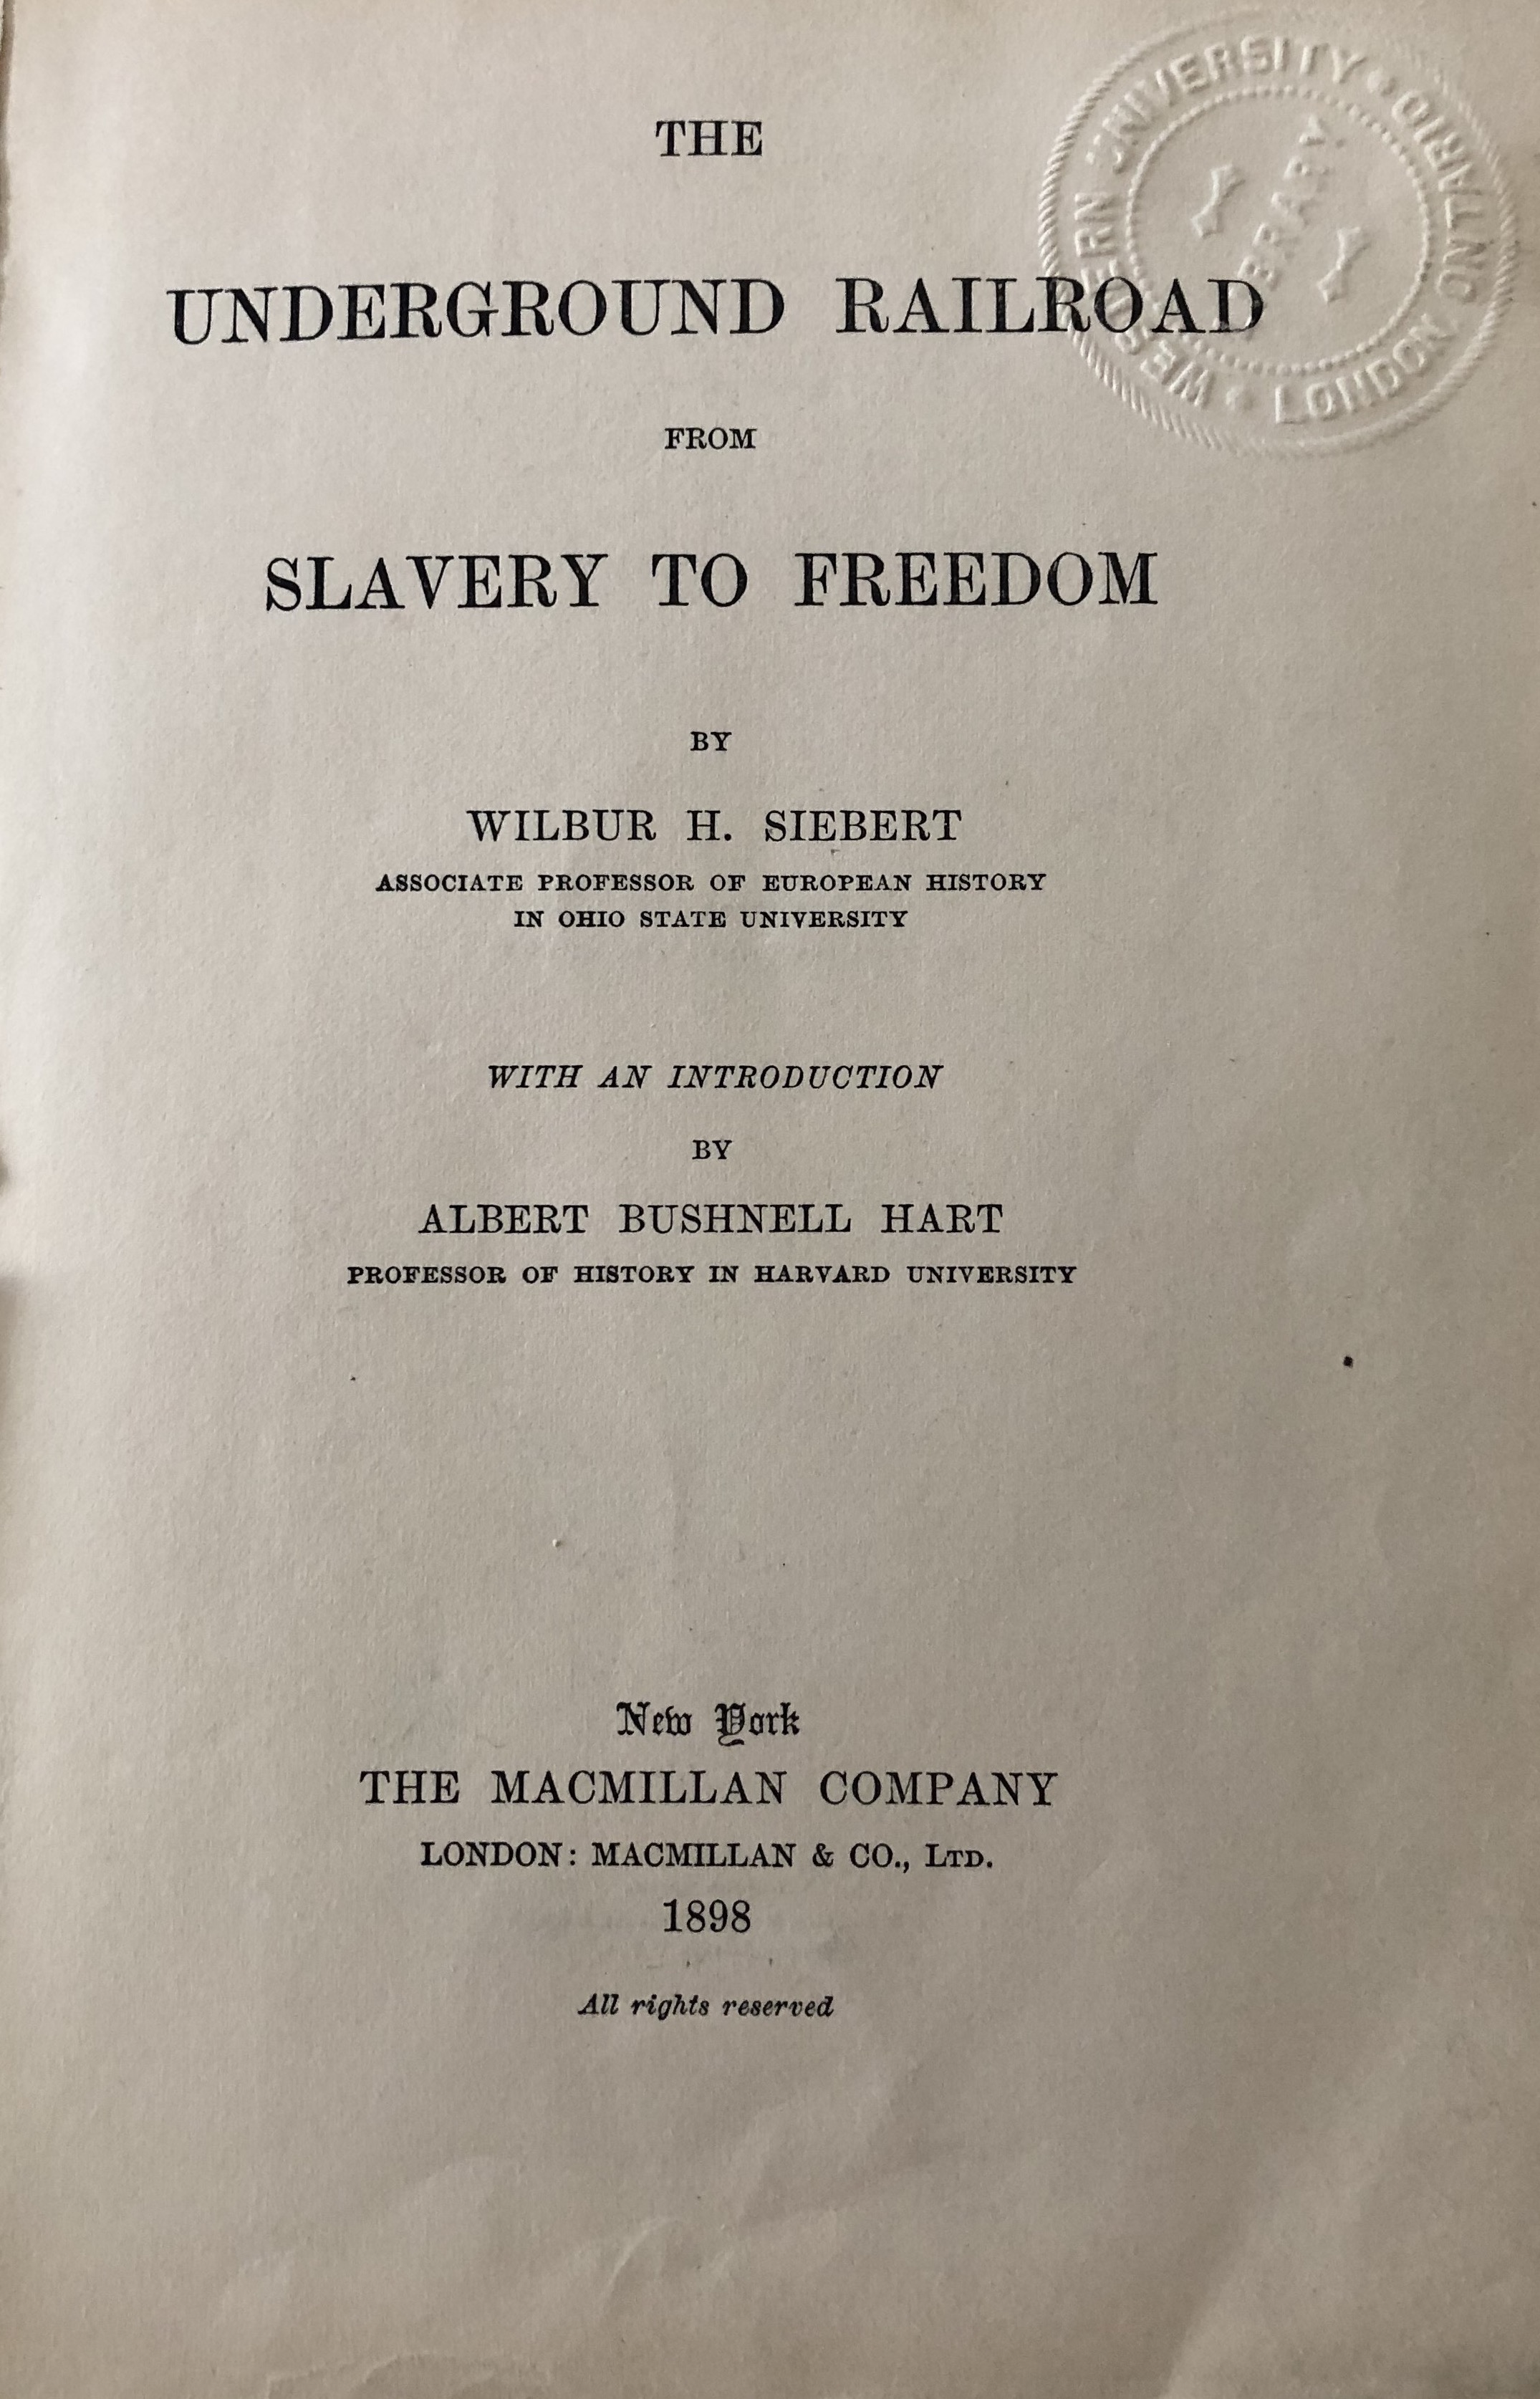 THE
UNDERGROUND RAILROAD
FROM
SLAVERY TO FREEDOM
BY
WILBUR H. SIEBERT
ASSOCIATE PROFESSOR OF EUROPEAN HISTORY
IN OHIO STATE UNIVERSITY
WITH AN INTRODUCTION
BY
ALBERT BUSHNELL HART
PROFESSOR OF HISTORY IN HARVARD UNIVERSITY
New York
THE MACMILLAN COMPANY
LONDON: MACMILLAN & CO., LTD.
1898
All rights reserved
WESTERN UNIVERSITY • LONDON • ONTARIO
LIBRARY